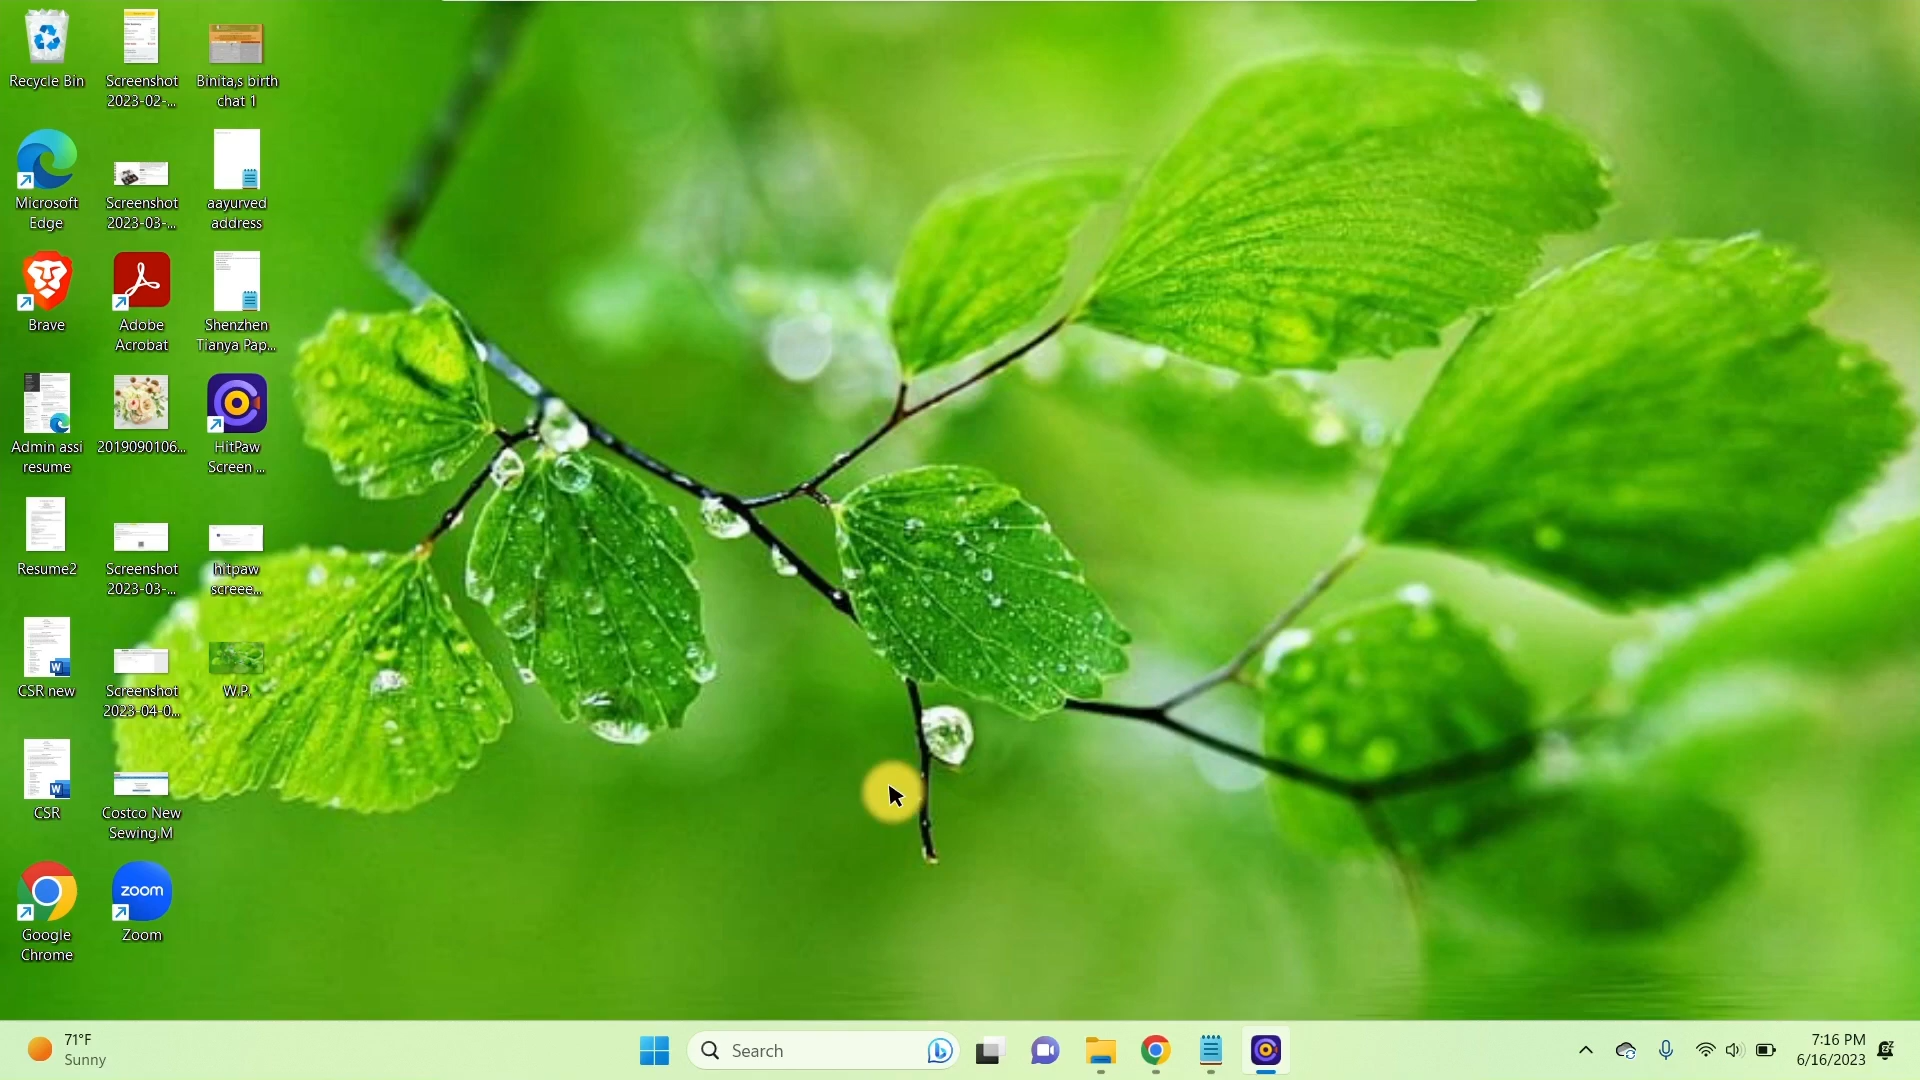 Recycle Bin
Screenshot
2023-02-...
Binita,s birth
chat 1
Microsoft
Edge
Screenshot
2023-03-...
aayurved
address
Brave
Adobe
Acrobat
Shenzhen
Tianya Pap...
Admin assi
resume
2019090106...
HitPaw
Screen ...
Resume2
Screenshot
2023-03-...
hitpaw
screee...
CSR new
Screenshot
2023-04-0...
W.P.
CSR
Costco New
Sewing.M
Google
Chrome
zoom
Zoom
71°F
Sunny
Search
7:16 PM
6/16/2023